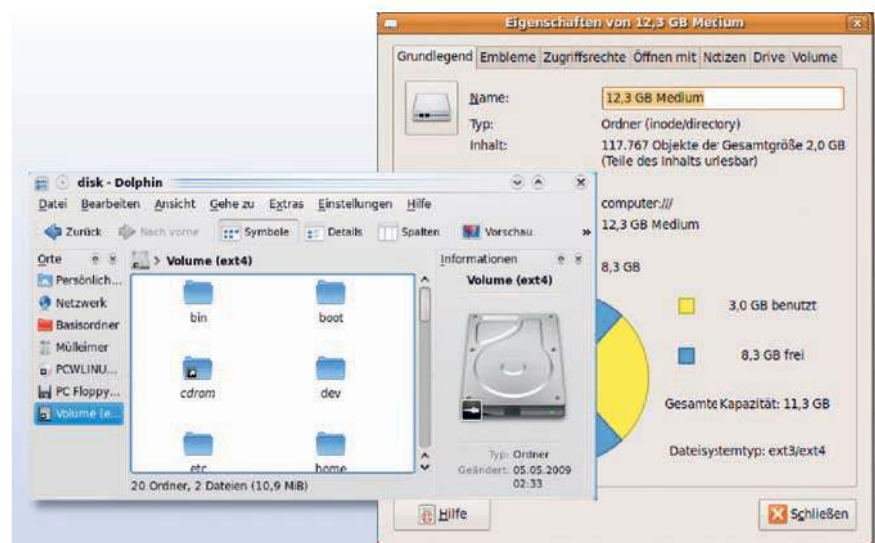 Eigenschaften von 12,3 GB Medium
Grundlegend Embleme Zugriffsrechte Öffnen mit Notizen Drive Volume
Name: 12,3 GB Medium
Typ: Ordner (inode/directory)
Inhalt: 117.767 Objekte der Gesamtgröße 2,0 GB
(Teile des Inhalts unlesbar)
computer:///
12,3 GB Medium
8,3 GB
3,0 GB benutzt
8,3 GB frei
Gesamte Kapazität: 11,3 GB
Dateisystemtyp: ext3/ext4
Hilfe
Schließen
disk - Dolphin
Datei Bearbeiten Ansicht Gehe zu Extras Einstellungen Hilfe
Zurück Nach vorne Symbole Details Spalten Vorschau »
Orte
Persönlich...
Netzwerk
Basisordner
Mülleimer
PCWLINU...
PC Floppy...
Volume (e...
> Volume (ext4)
bin boot
cdrom dev
etc home
20 Ordner, 2 Dateien (10,9 MiB)
Informationen
Volume (ext4)
Typ: Ordner
Geändert: 05.05.2009
02:33